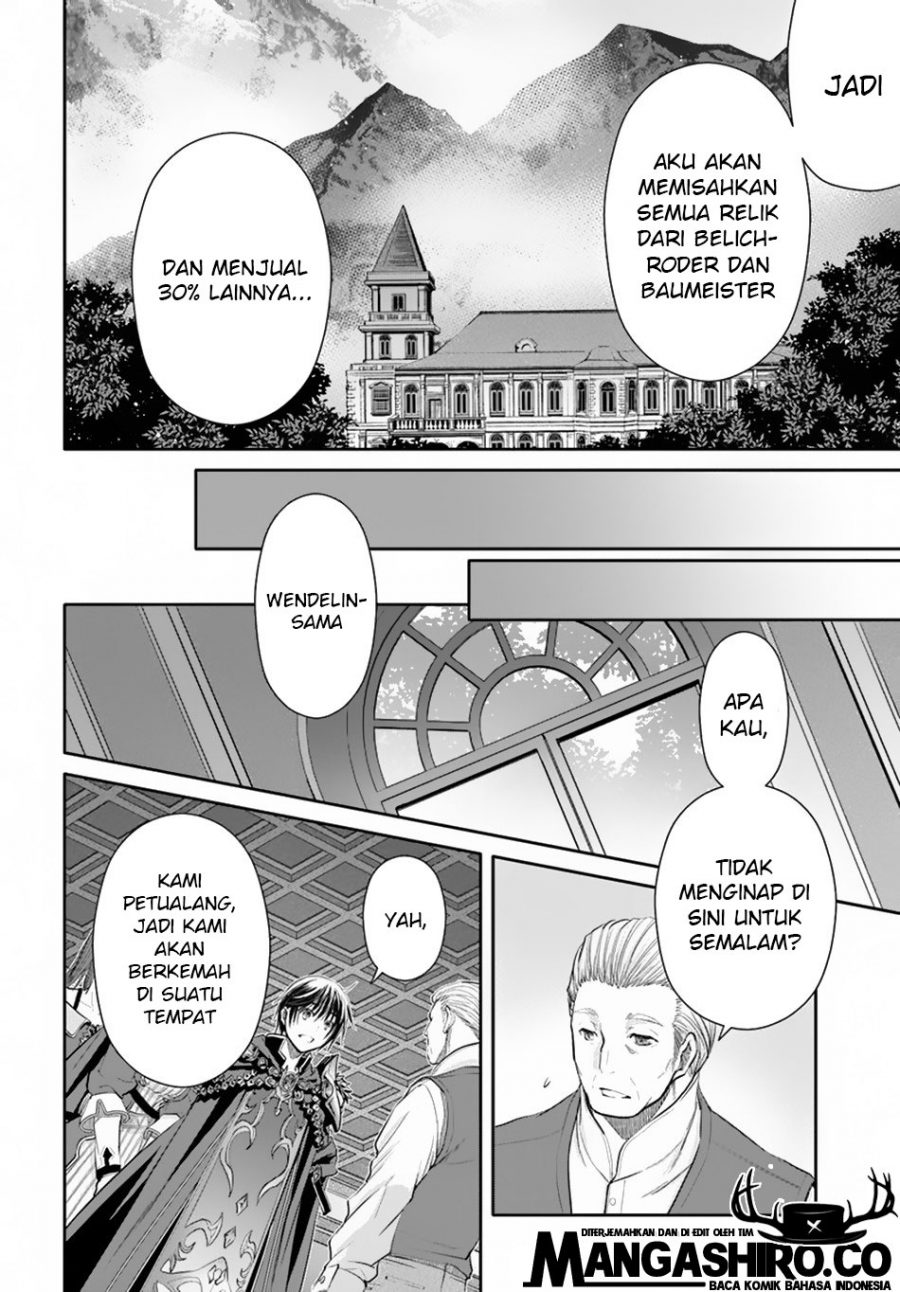 JADI
AKU AKAN
MEMISAHKAN
SEMUA RELIK
DARI BELICH-
RODER DAN
BAUMEISTER
DAN MENJUAL
30% LAINNYA...
WENDELIN-
SAMA
APA
KAU,
TIDAK
MENGINAP DI
SINI UNTUK
SEMALAM?
YAH,
KAMI
PETUALANG,
JADI KAMI
AKAN
BERKEMAH
DI SUATU
TEMPAT
DITERJEMAHKAN DAN DI EDIT OLEH TIM
MANGASHIRO.CO
BACA KOMIK BAHASA INDONESIA